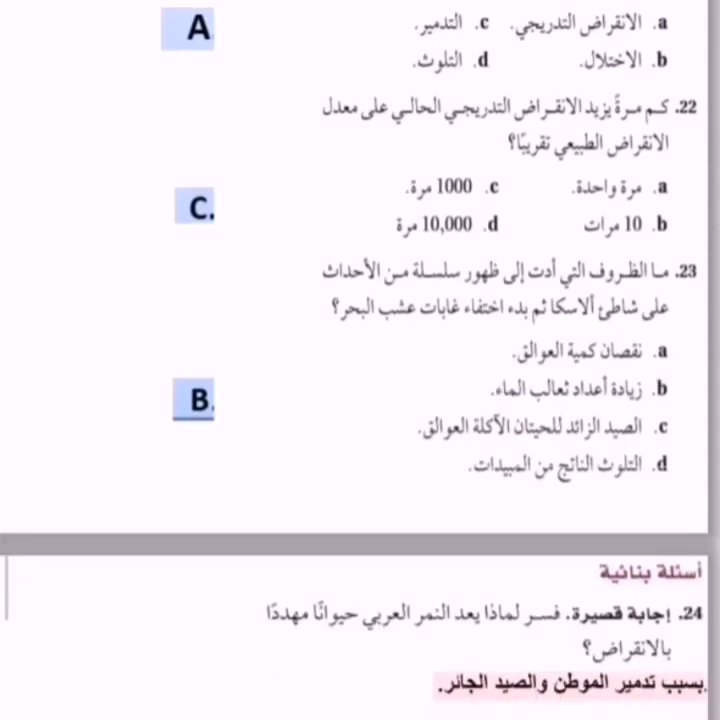 a. الانقراض التدريجي. c. التدمير.
A.
b. الاختلال. d. التلوث.
22. كم مرةً يزيد الانقراض التدريجي الحالي على معدل
الانقراض الطبيعي تقريبًا؟
a. مرة واحدة. c. 1000 مرة.
C.
b. 10 مرات d. 10,000 مرة
23. ما الظروف التي أدت إلى ظهور سلسلة من الأحداث
على شاطئ ألاسكا ثم بدء اختفاء غابات عشب البحر؟
a. نقصان كمية العوالق.
b. زيادة أعداد ثعالب الماء.
B.
c. الصيد الزائد للحيتان الآكلة العوالق.
d. التلوث الناتج من المبيدات.
أسئلة بنائية
24. إجابة قصيرة. فسر لماذا يعد النمر العربي حيوانًا مهددًا
بالانقراض؟
بسبب تدمير الموطن والصيد الجائر.